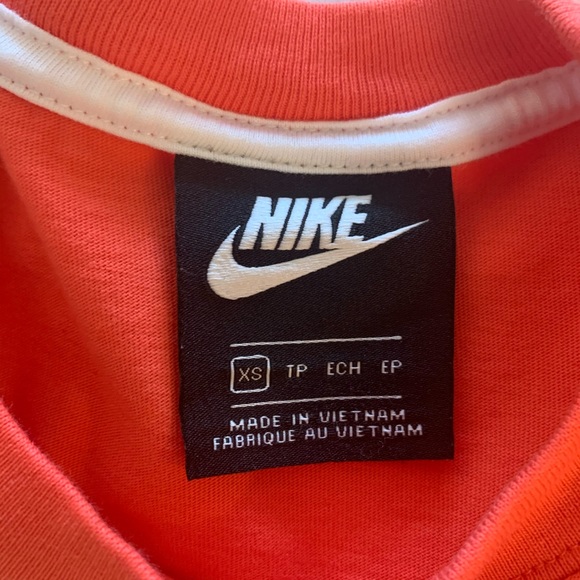 NIKE
XS TP ECH EP
MADE IN VIETNAM
FABRIQUE AU VIETNAM